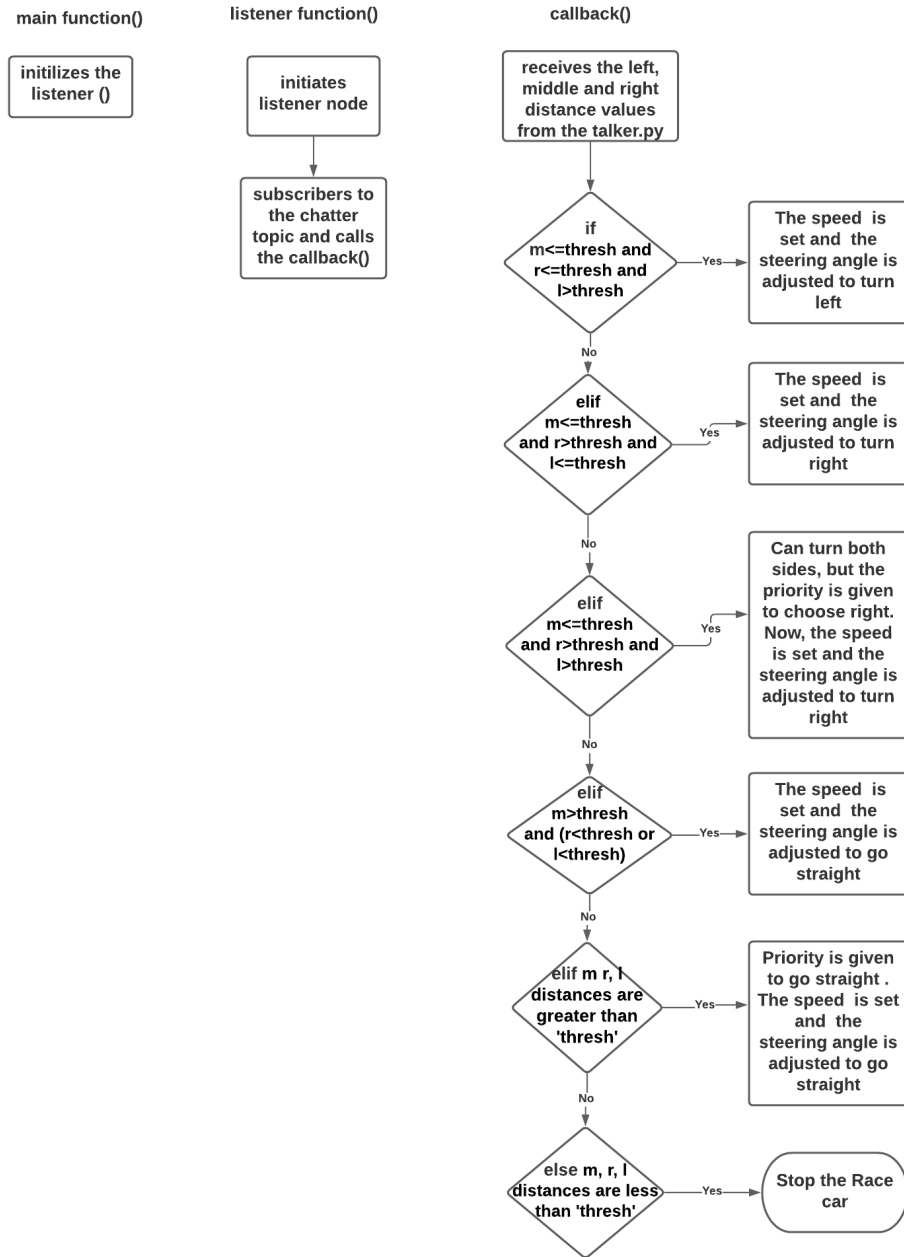 main function()
initilizes the
listener ()
listener function()
initiates
listener node
subscribers to
the chatter
topic and calls
the callback()
callback()
receives the left,
middle and right
distance values
from the talker.py
if
m<=thresh and
r<=thresh and
l>thresh
Yes
The speed is
set and the
steering angle is
adjusted to turn
left
No
elif
m<=thresh
and r>thresh and
l<=thresh
Yes
The speed is
set and the
steering angle is
adjusted to turn
right
No
elif
m<=thresh
and r>thresh and
l>thresh
Yes
Can turn both
sides, but the
priority is given
to choose right.
Now, the speed
is set and the
steering angle is
adjusted to turn
right
No
elif
m>thresh
and (r<thresh or
l<thresh)
Yes
The speed is
set and the
steering angle is
adjusted to go
straight
No
elif m r, l
distances are
greater than
'thresh'
Yes
Priority is given
to go straight .
The speed is set
and the
steering angle is
adjusted to go
straight
No
else m, r, l
distances are less
than 'thresh'
Yes
Stop the Race
car